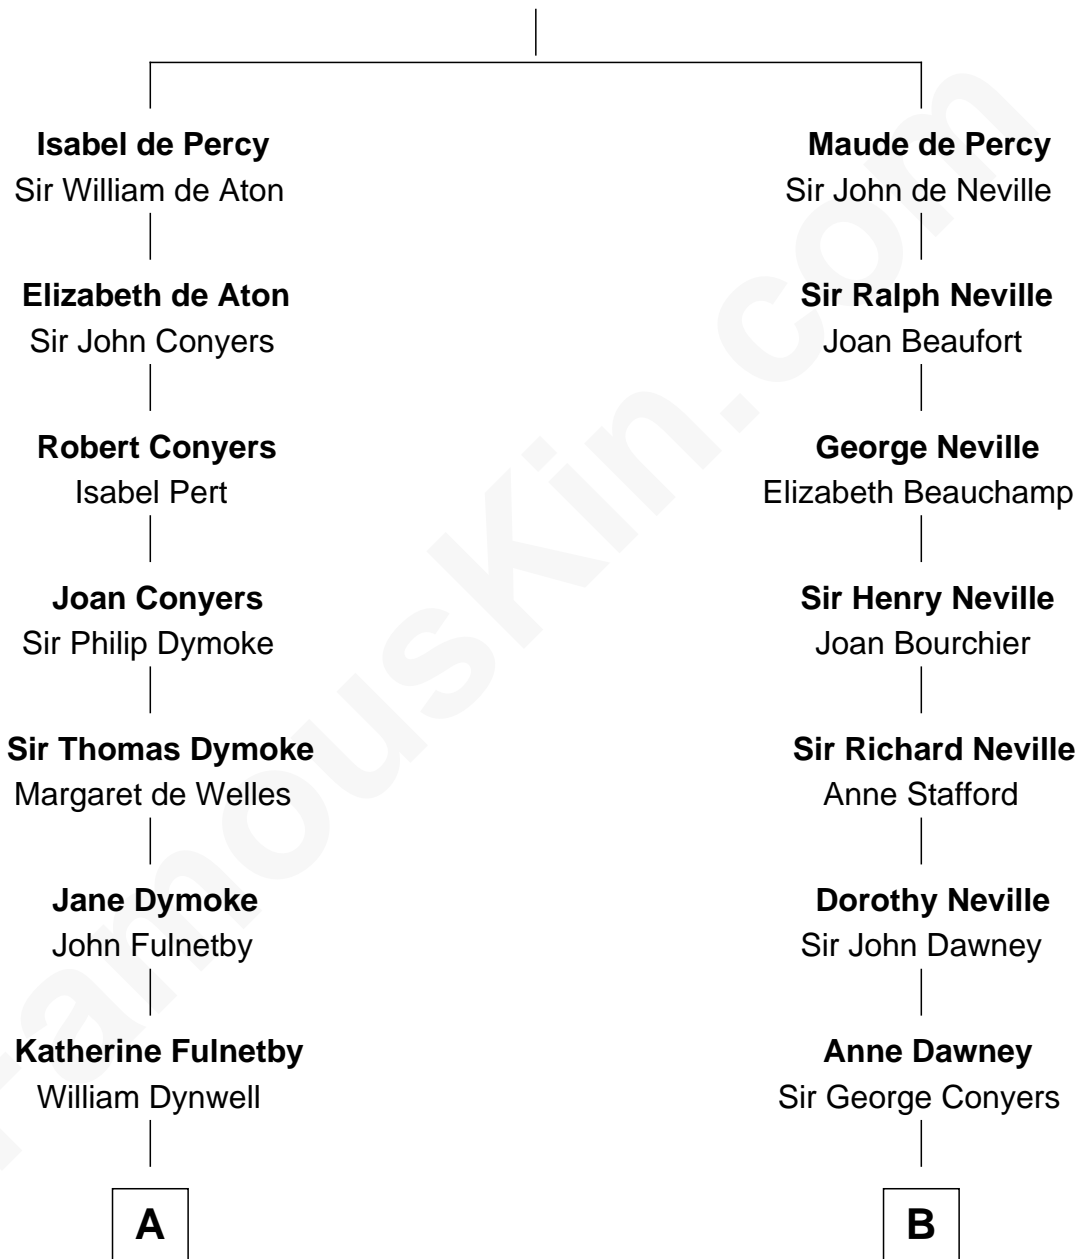 Isabel de Percy
Sir William de Aton
Maude de Percy
Sir John de Neville
Elizabeth de Aton
Sir John Conyers
Sir Ralph Neville
Joan Beaufort
Robert Conyers
Isabel Pert
George Neville
Elizabeth Beauchamp
Joan Conyers
Sir Philip Dymoke
Sir Henry Neville
Joan Bourchier
Sir Thomas Dymoke
Margaret de Welles
Sir Richard Neville
Anne Stafford
Jane Dymoke
John Fulnetby
Dorothy Neville
Sir John Dawney
Katherine Fulnetby
William Dynwell
Anne Dawney
Sir George Conyers
A
B
FamousKin.com